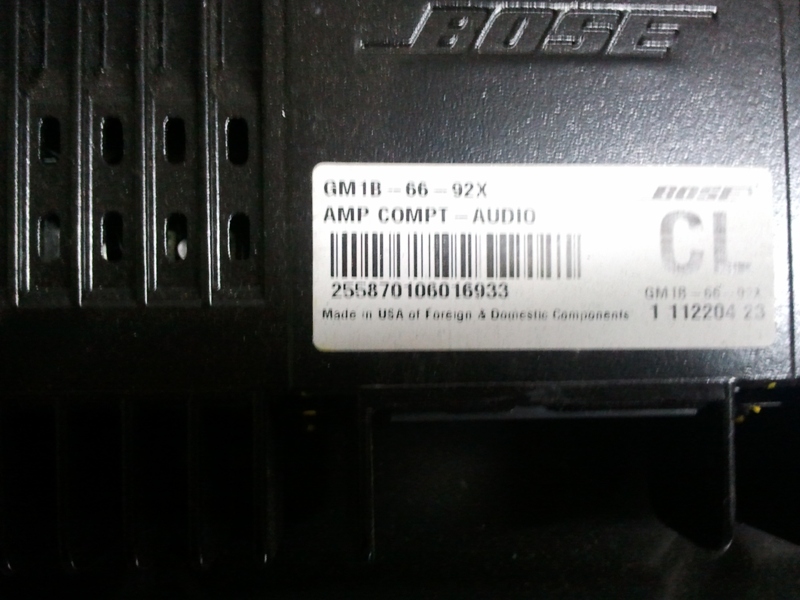 BOSE
GM1B-66-92X
AMP COMPT-AUDIO
255870106016933
Made in USA of Foreign & Domestic Components
BOSE
CL
GM1B-66-92X
1 112204 23